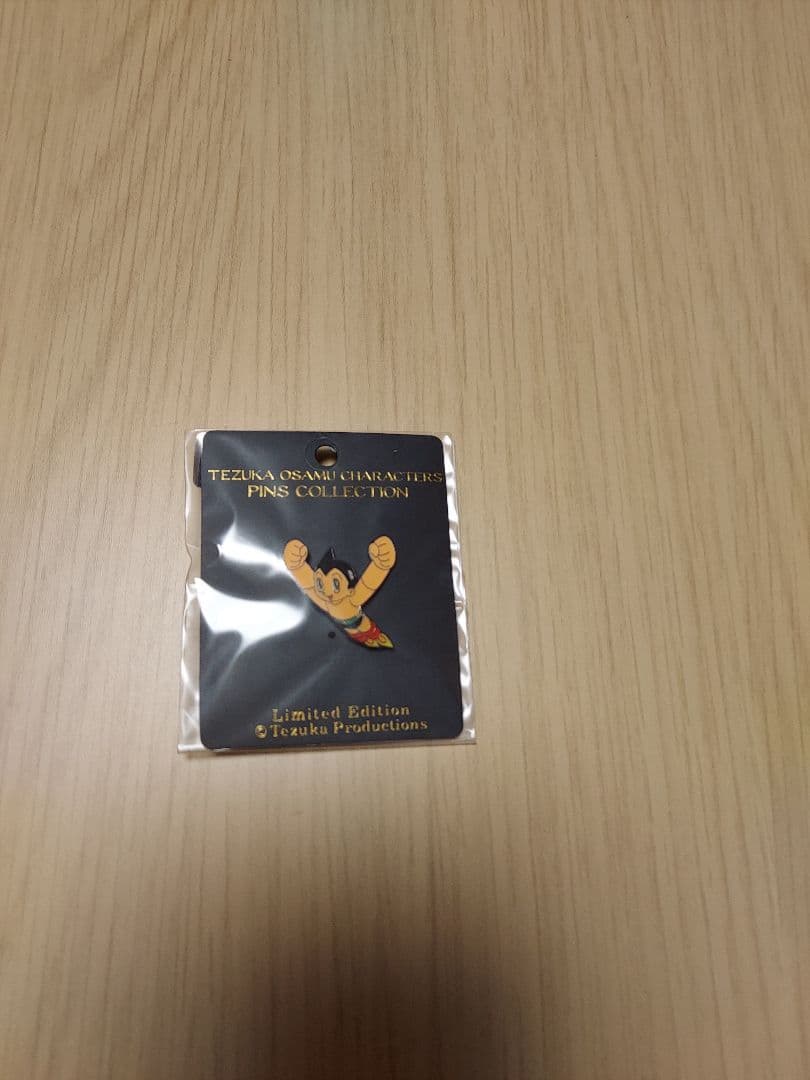 TEZUKA OSAMU CHARACTERS
PINS COLLECTION
Limited Edition
©Tezuka Productions